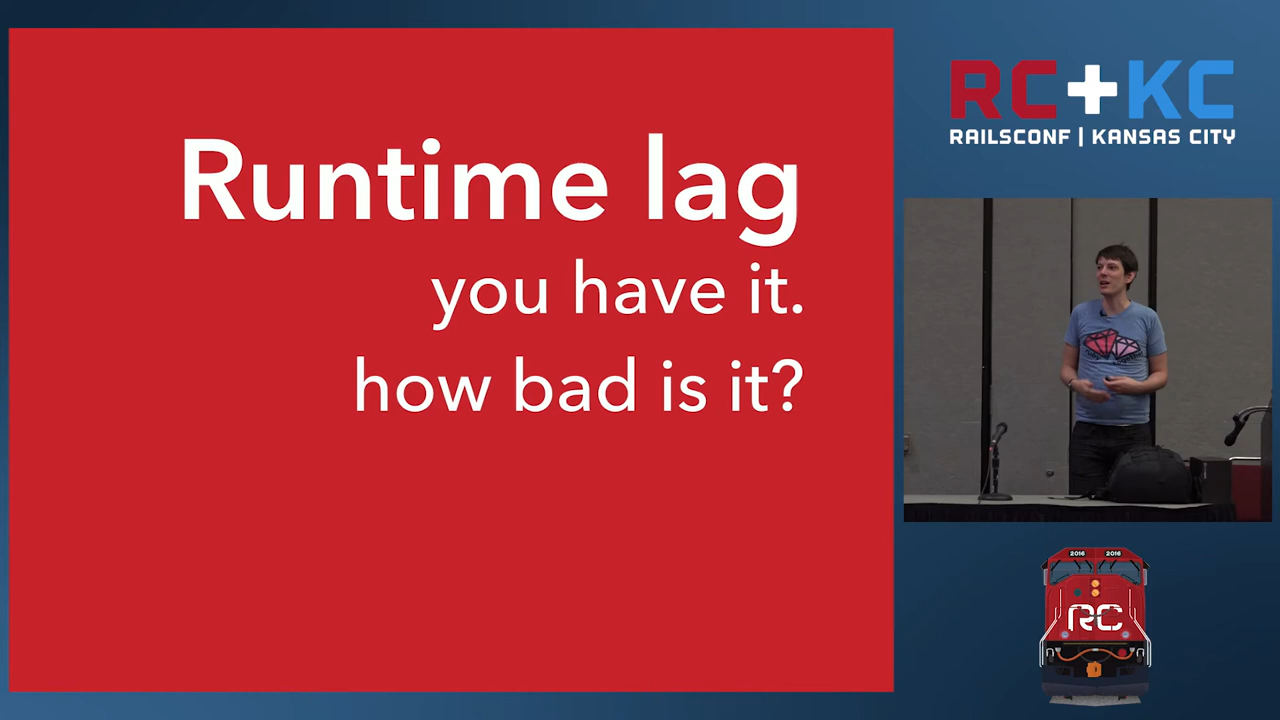 Runtime lag
you have it.
how bad is it?
RC+KC
RAILSCONF | KANSAS CITY
2016 2016
RC